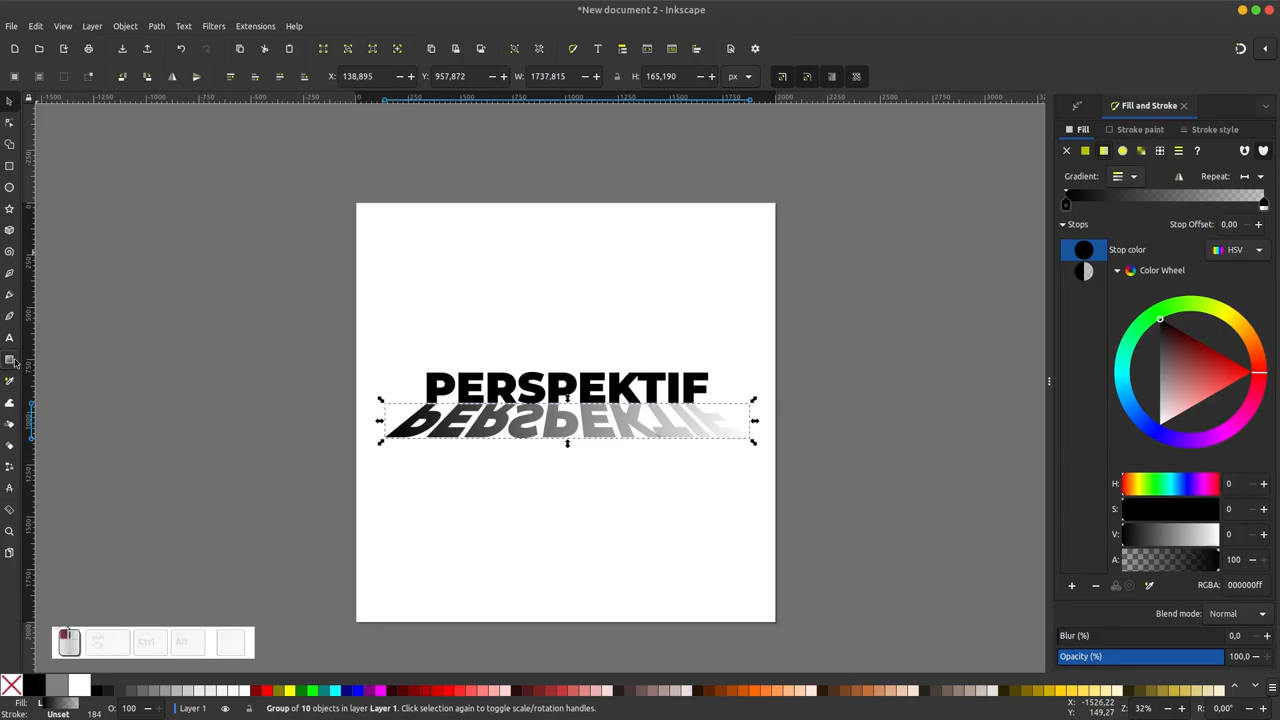 *New document 2 - Inkscape
File Edit View Layer Object Path Text Filters Extensions Help
X: 138,895 Y: 957,872 W: 1737,815 H: 165,190 px
Fill and Stroke
Fill Stroke paint Stroke style
Gradient: Repeat:
Stops Stop Offset: 0,00
Stop color HSV
Color Wheel
PERSPEKTIF
PERSPEKTIF
H: 0
S: 0
V: 0
A: 100
RGBA: 000000ff
Blend mode: Normal
Blur (%) 0,0
Opacity (%) 100,0
Shift Ctrl Alt
Fill: L
Stroke: Unset 184 O: 100 Layer 1 Group of 10 objects in layer Layer 1. Click selection again to toggle scale/rotation handles. X: -1526,22 Y: 149,27 Z: 32% R: 0,00°